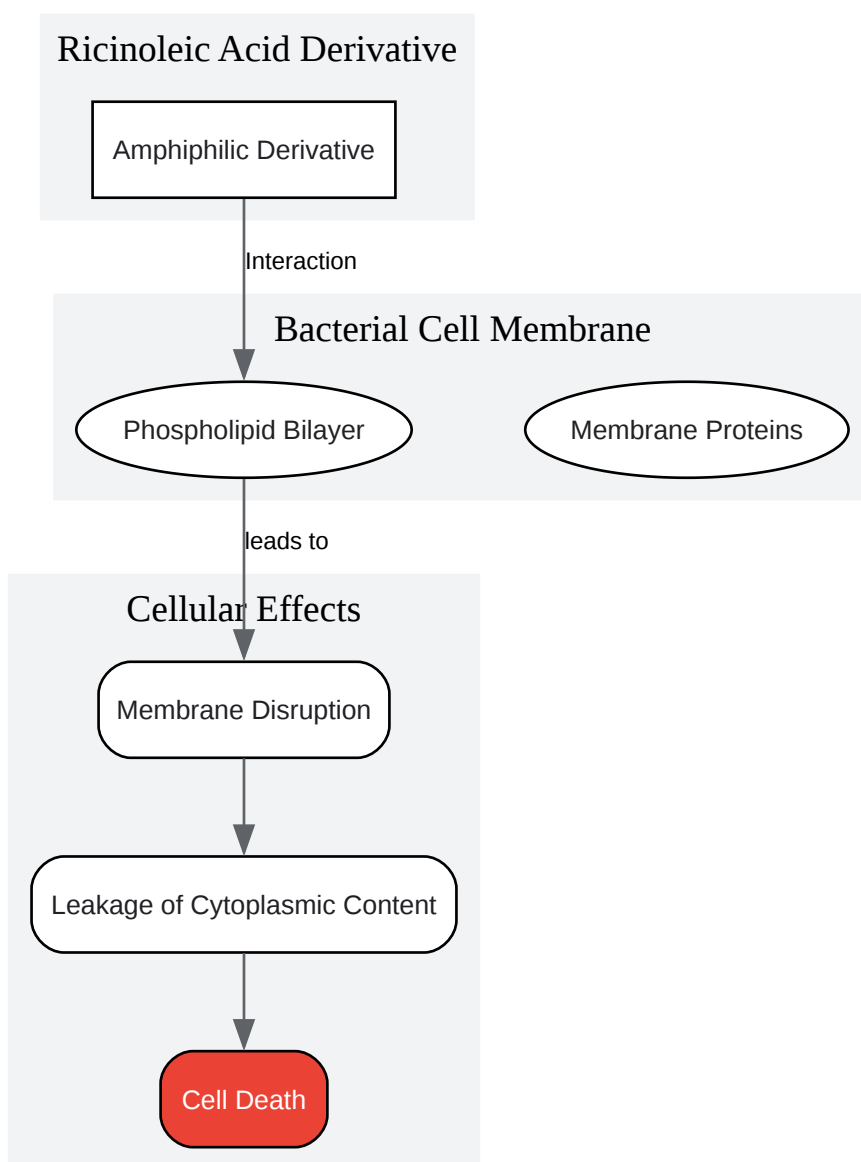 Ricinoleic Acid Derivative
Amphiphilic Derivative
Interaction
Bacterial Cell Membrane
Phospholipid Bilayer
Membrane Proteins
leads to
Cellular Effects
Membrane Disruption
Leakage of Cytoplasmic Content
Cell Death